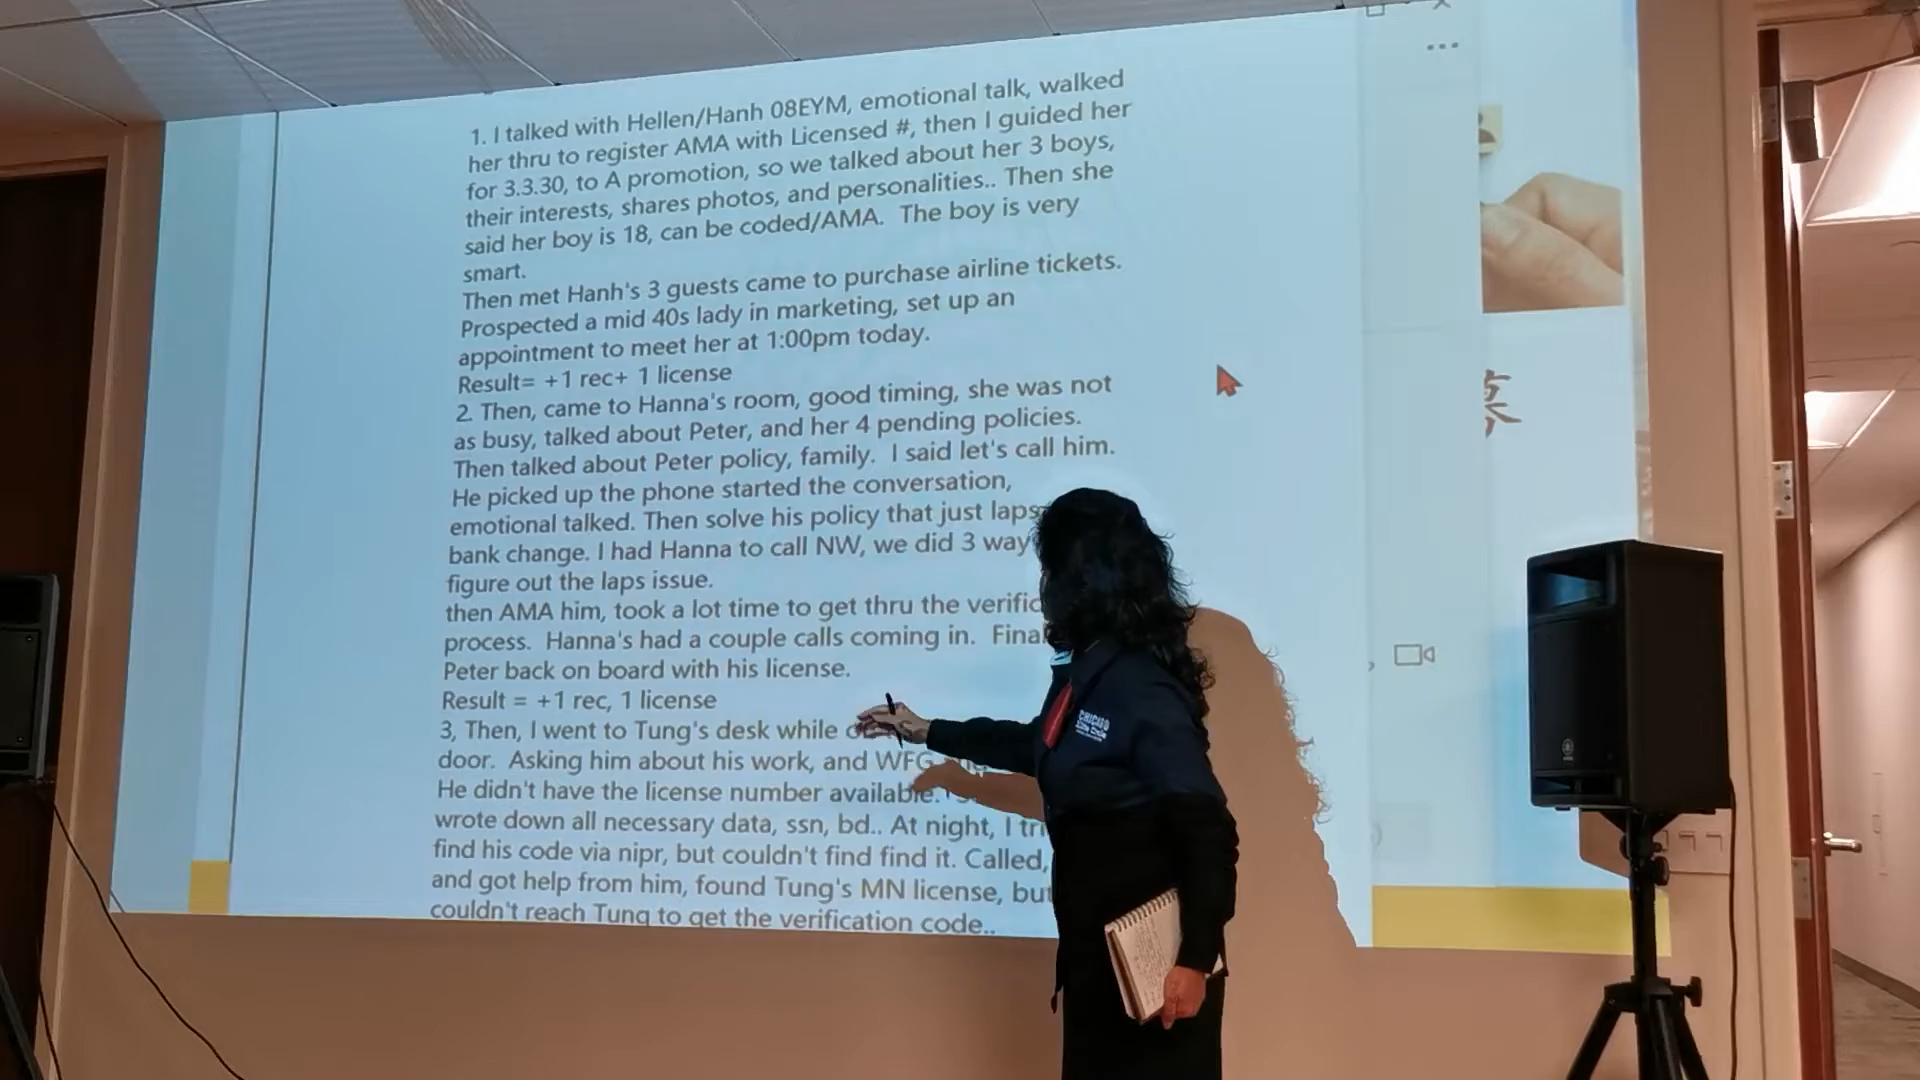 1. I talked with Hellen/Hanh 08EYM, emotional talk, walked
her thru to register AMA with Licensed #, then I guided her
for 3.3.30, to A promotion, so we talked about her 3 boys,
their interests, shares photos, and personalities.. Then she
said her boy is 18, can be coded/AMA. The boy is very
smart.
Then met Hanh's 3 guests came to purchase airline tickets.
Prospected a mid 40s lady in marketing, set up an
appointment to meet her at 1:00pm today.
Result= +1 rec+ 1 license
2. Then, came to Hanna's room, good timing, she was not
as busy, talked about Peter, and her 4 pending policies.
Then talked about Peter policy, family. I said let's call him.
He picked up the phone started the conversation,
emotional talked. Then solve his policy that just laps
bank change. I had Hanna to call NW, we did 3 way
figure out the laps issue.
then AMA him, took a lot time to get thru the verific
process. Hanna's had a couple calls coming in. Final
Peter back on board with his license.
Result = +1 rec, 1 license
3, Then, I went to Tung's desk while
door. Asking him about his work, and WFG
He didn't have the license number available.
wrote down all necessary data, ssn, bd.. At night, I tri
find his code via nipr, but couldn't find find it. Called,
and got help from him, found Tung's MN license, but
couldn't reach Tung to get the verification code..
CHICAGO